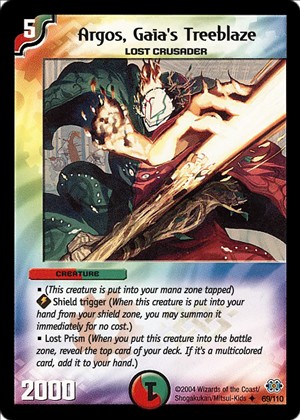 5
Argos, Gaia's Treeblaze
LOST CRUSADER
CREATURE
▪ (This creature is put into your mana zone tapped)
▪ Shield trigger (When this creature is put into your
hand from your shield zone, you may summon it
immediately for no cost.)
▪ Lost Prism (When you put this creature into the battle
zone, reveal the top card of your deck. If it's a multicolored
card, add it to your hand.)
2000
1
©2004 Wizards of the Coast/
Shogakukan/Mitsui-Kids ♦ 69/110